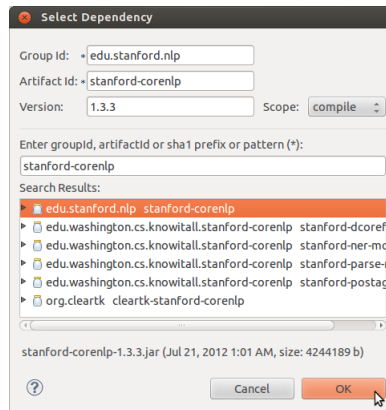 Select Dependency
Group Id: * edu.stanford.nlp
Artifact Id: * stanford-corenlp
Version: 1.3.3 Scope: compile
Enter groupId, artifactId or sha1 prefix or pattern (*):
stanford-corenlp
Search Results:
edu.stanford.nlp stanford-corenlp
edu.washington.cs.knowitall.stanford-corenlp stanford-dcoref
edu.washington.cs.knowitall.stanford-corenlp stanford-ner-mo
edu.washington.cs.knowitall.stanford-corenlp stanford-parse-
edu.washington.cs.knowitall.stanford-corenlp stanford-postag
org.cleartk cleartk-stanford-corenlp
stanford-corenlp-1.3.3.jar (Jul 21, 2012 1:01 AM, size: 4244189 b)
? Cancel OK